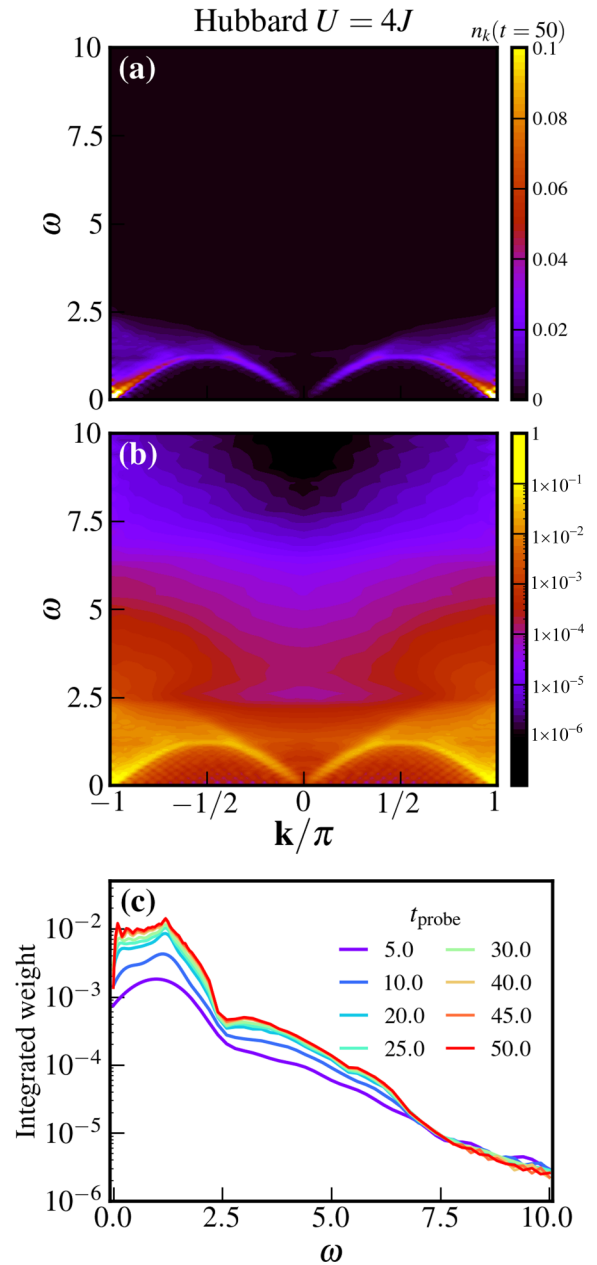 Hubbard U = 4J
n_k(t = 50)
(a)
10
7.5
5
2.5
0
ω
0.1
0.08
0.06
0.04
0.02
0
(b)
10
7.5
5
2.5
0
ω
1
1×10⁻¹
1×10⁻²
1×10⁻³
1×10⁻⁴
1×10⁻⁵
1×10⁻⁶
−1 −1/2 0 1/2 1
k/π
(c)
Integrated weight
10⁻²
10⁻³
10⁻⁴
10⁻⁵
10⁻⁶
t_probe
5.0 30.0
10.0 40.0
20.0 45.0
25.0 50.0
0.0 2.5 5.0 7.5 10.0
ω